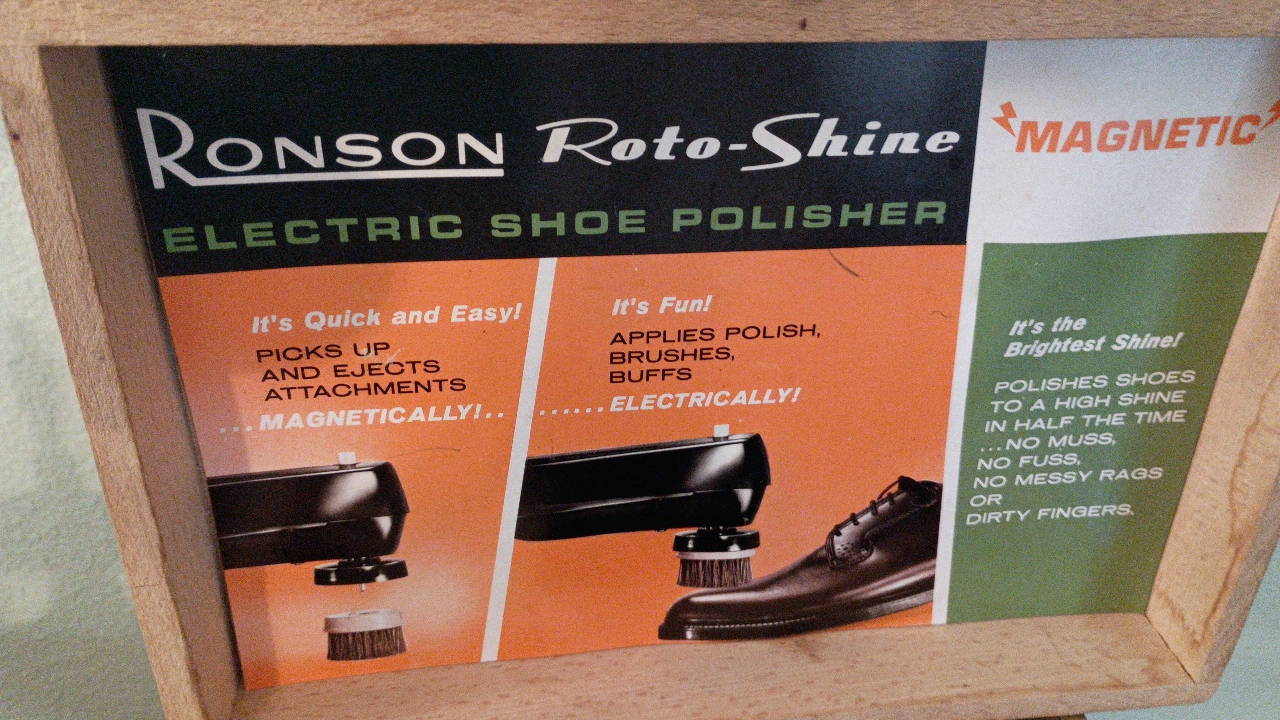 RONSON Roto-Shine
MAGNETIC
ELECTRIC SHOE POLISHER
It's Quick and Easy!
PICKS UP
AND EJECTS
ATTACHMENTS
...MAGNETICALLY!..
It's Fun!
APPLIES POLISH,
BRUSHES,
BUFFS
......ELECTRICALLY!
It's the
Brightest Shine!
POLISHES SHOES
TO A HIGH SHINE
IN HALF THE TIME
...NO MUSS,
NO FUSS,
NO MESSY RAGS
OR
DIRTY FINGERS.